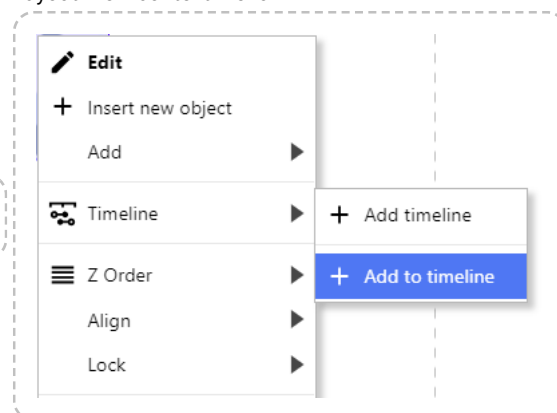 Edit
Insert new object
Add
Timeline
Add timeline
Add to timeline
Z Order
Align
Lock